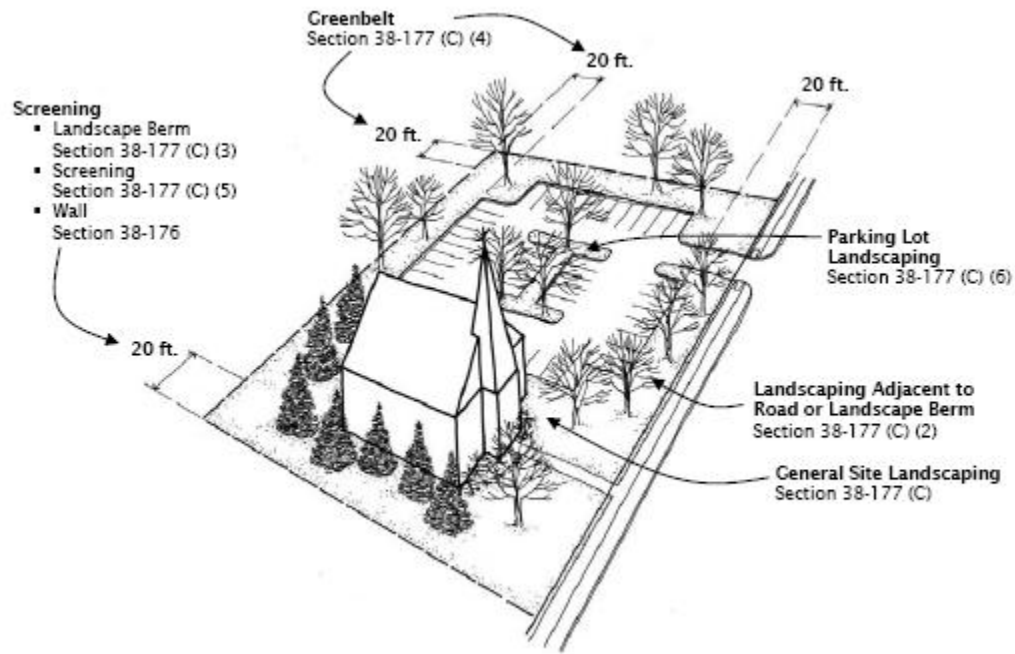 Greenbelt
Section 38-177 (C) (4)
20 ft.
20 ft.
20 ft.
Screening
▪ Landscape Berm
Section 38-177 (C) (3)
▪ Screening
Section 38-177 (C) (5)
▪ Wall
Section 38-176
20 ft.
Parking Lot
Landscaping
Section 38-177 (C) (6)
Landscaping Adjacent to
Road or Landscape Berm
Section 38-177 (C) (2)
General Site Landscaping
Section 38-177 (C)